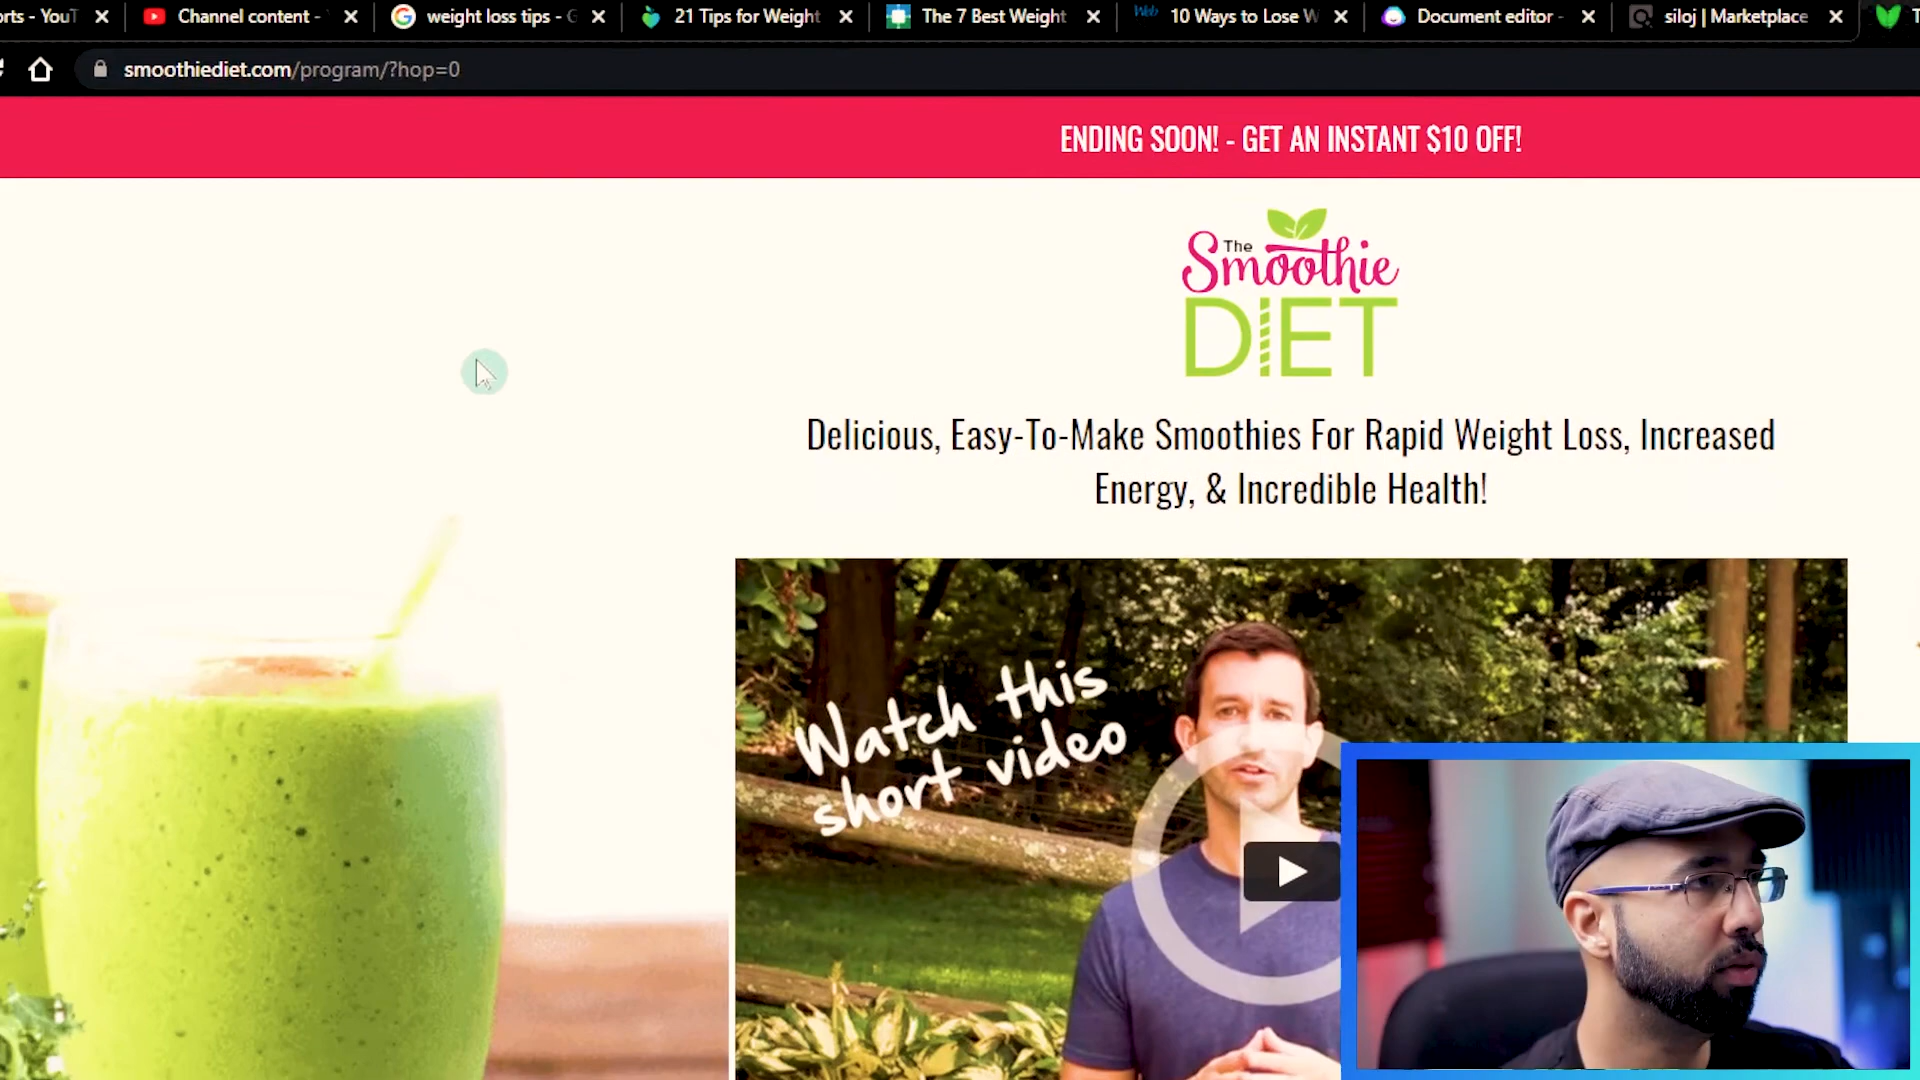 orts - YouT
Channel content -
weight loss tips - G
21 Tips for Weight
The 7 Best Weight
10 Ways to Lose W
Document editor -
siloj | Marketplace
smoothiediet.com/program/?hop=0
ENDING SOON! - GET AN INSTANT $10 OFF!
The
Smoothie
DIET
Delicious, Easy-To-Make Smoothies For Rapid Weight Loss, Increased
Energy, & Incredible Health!
Watch this
short video